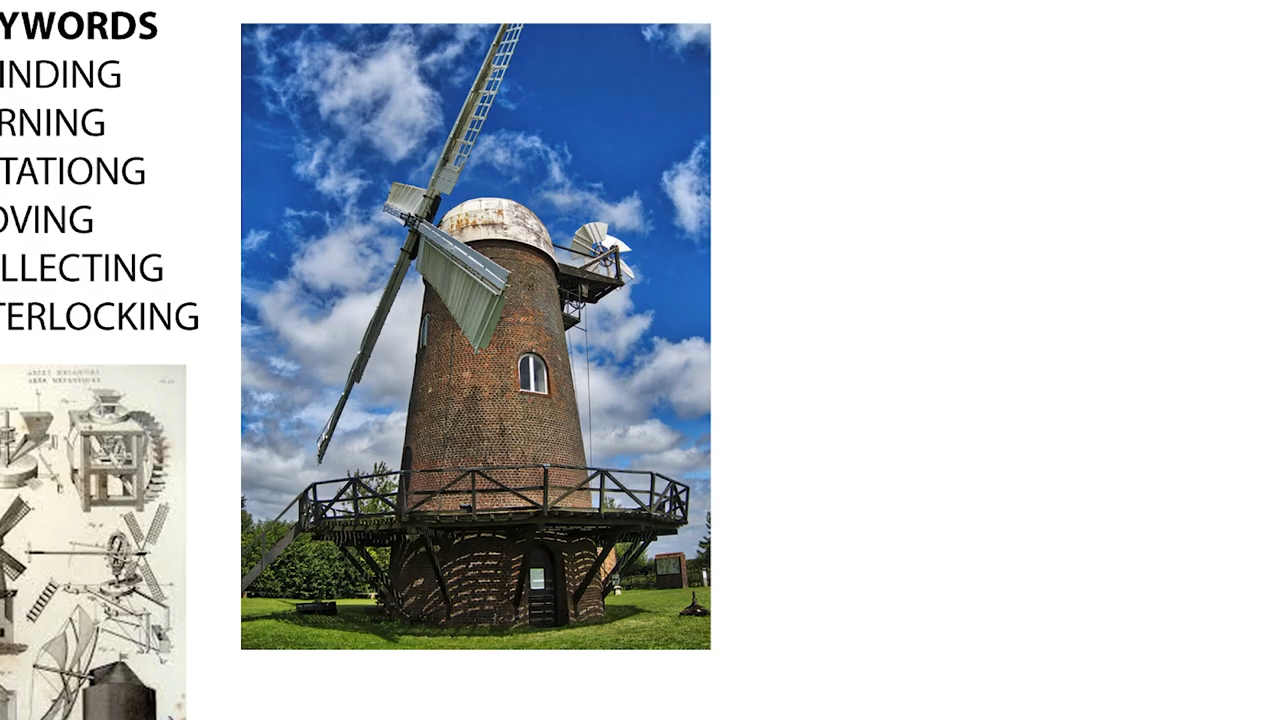 YWORDS
INDING
RNING
TATIONG
OVING
LLECTING
TERLOCKING